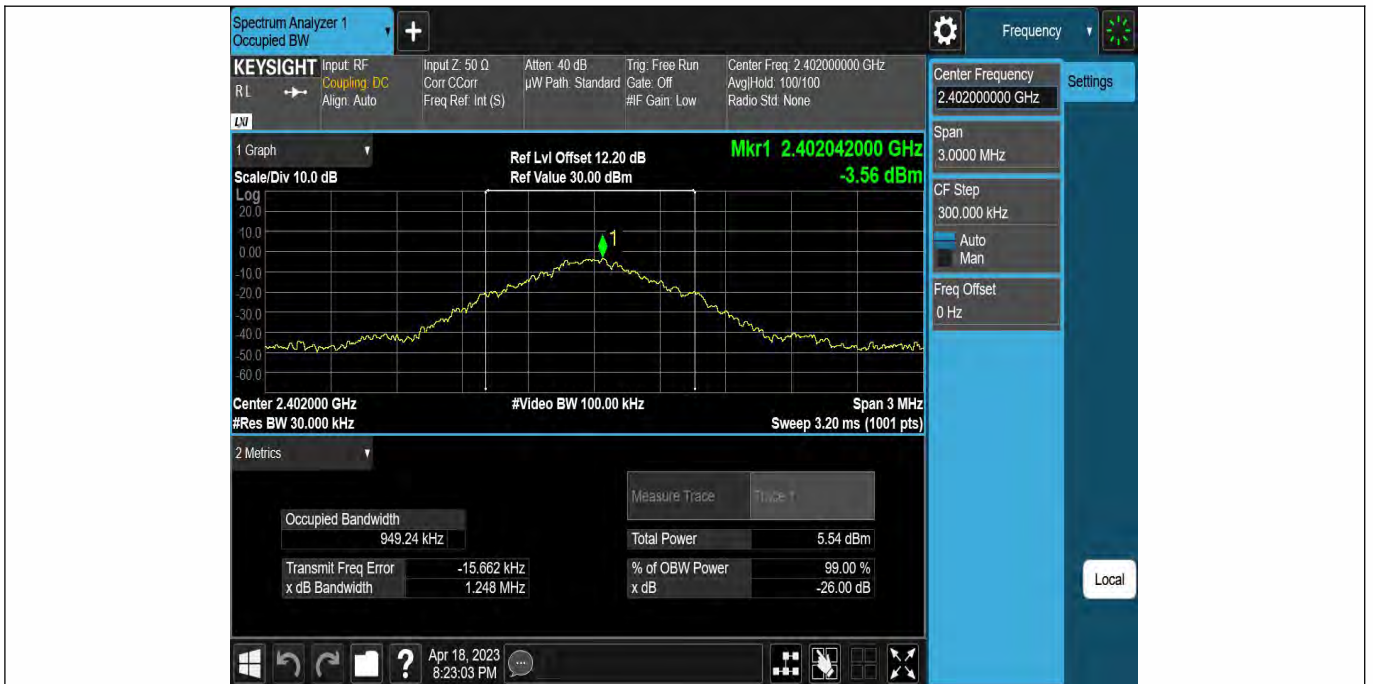 Spectrum Analyzer 1
Occupied BW
Frequency
KEYSIGHT
RL
LXI
Input: RF
Coupling: DC
Align: Auto
Input Z: 50 Ω
Corr CCorr
Freq Ref: Int (S)
Atten: 40 dB
µW Path: Standard
Trig: Free Run
Gate: Off
#IF Gain: Low
Center Freq: 2.402000000 GHz
Avg|Hold: 100/100
Radio Std: None
Center Frequency
2.402000000 GHz
Settings
Span
3.0000 MHz
CF Step
300.000 kHz
Auto
Man
Freq Offset
0 Hz
1 Graph
Scale/Div 10.0 dB
Ref Lvl Offset 12.20 dB
Ref Value 30.00 dBm
Mkr1 2.402042000 GHz
-3.56 dBm
Log
20.0
10.0
0.00
-10.0
-20.0
-30.0
-40.0
-50.0
-60.0
1
Center 2.402000 GHz
#Res BW 30.000 kHz
#Video BW 100.00 kHz
Span 3 MHz
Sweep 3.20 ms (1001 pts)
2 Metrics
Measure Trace Trace 1
Occupied Bandwidth
949.24 kHz
Total Power 5.54 dBm
Transmit Freq Error -15.662 kHz
% of OBW Power 99.00 %
x dB Bandwidth 1.248 MHz
x dB -26.00 dB
Local
?
Apr 18, 2023
8:23:03 PM